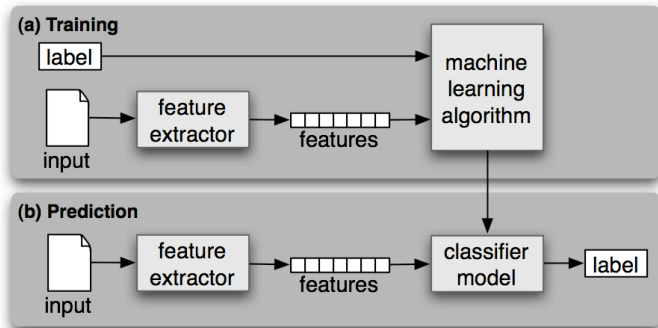 (a) Training
label
machine
learning
algorithm
feature
extractor
features
input
(b) Prediction
feature
extractor
features
classifier
model
label
input